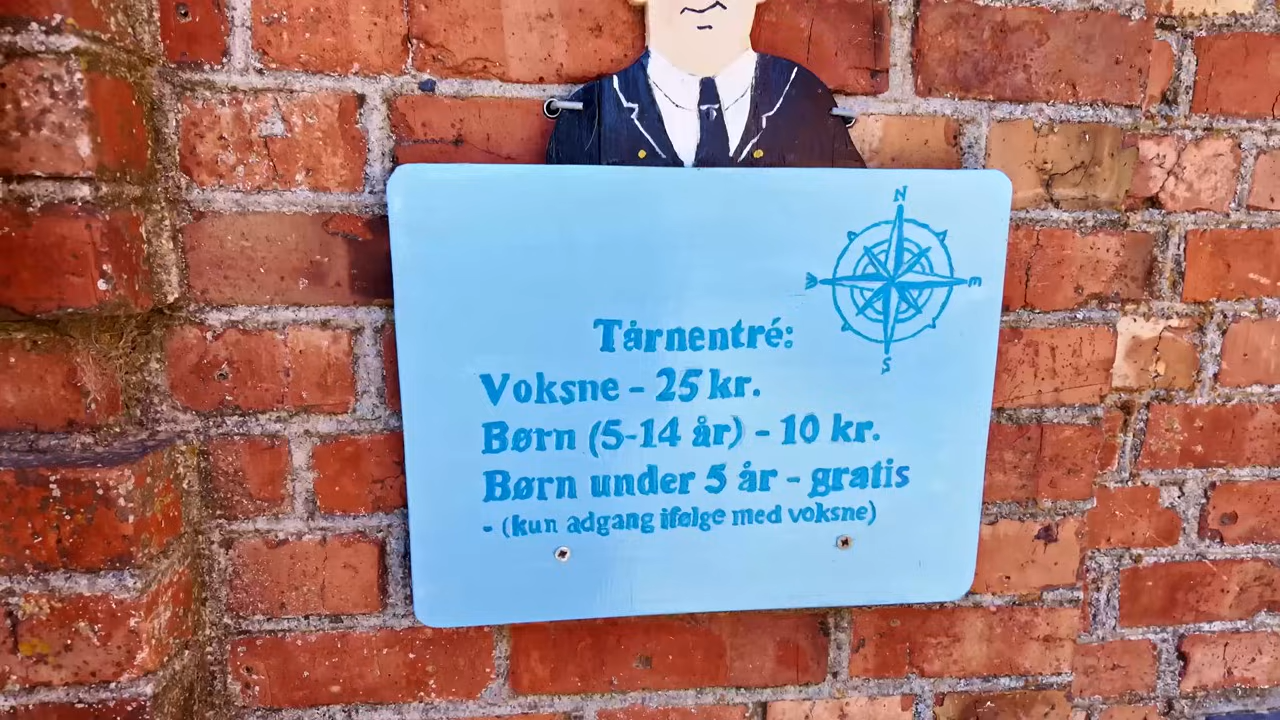 N
W E
S
Tårnentré:
Voksne - 25 kr.
Børn (5-14 år) - 10 kr.
Børn under 5 år - gratis
- (kun adgang ifølge med voksne)